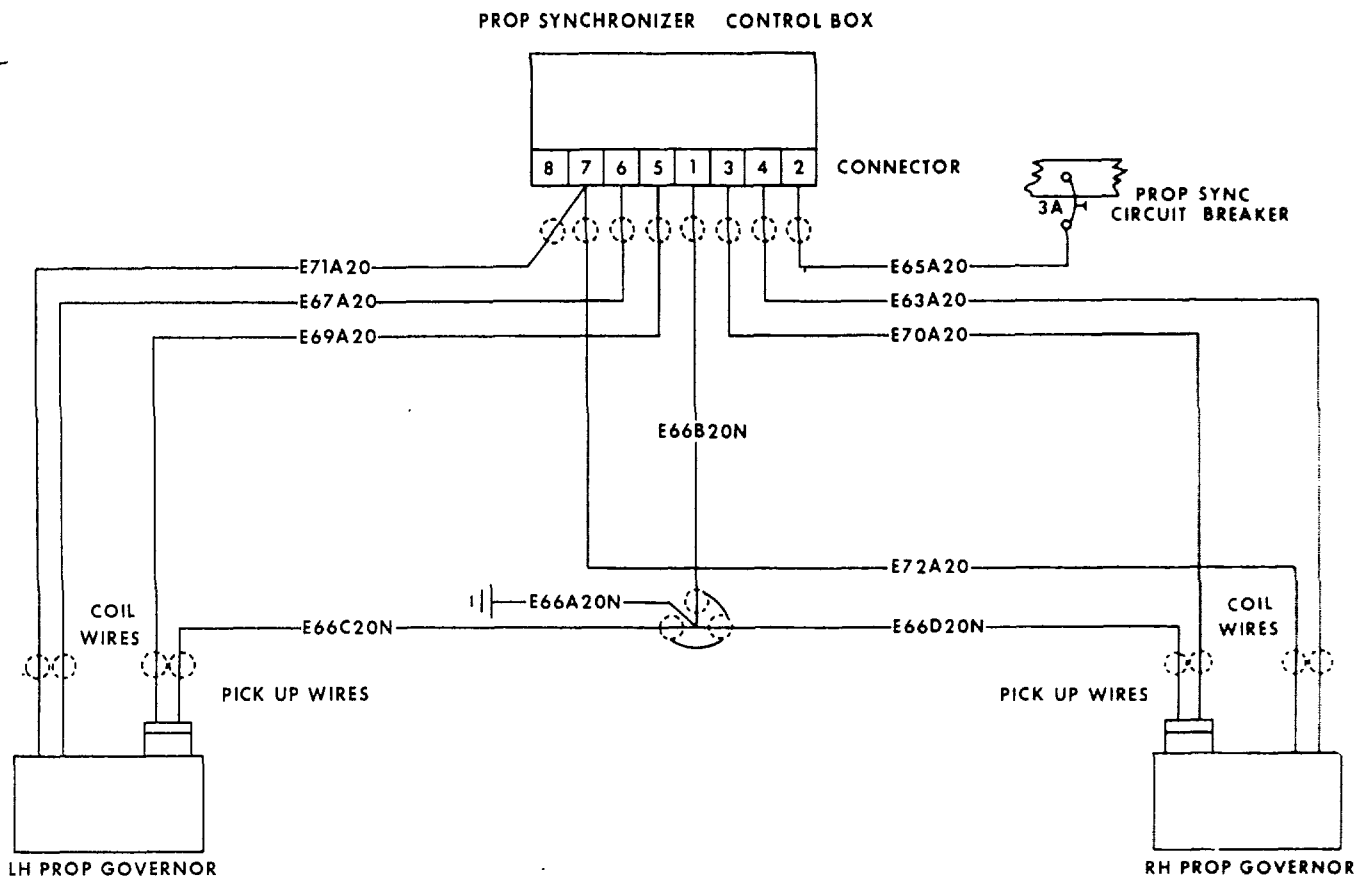 PROP SYNCHRONIZER CONTROL BOX
8 7 6 5 1 3 4 2
CONNECTOR
3A
PROP SYNC
CIRCUIT BREAKER
E71A20
E65A20
E67A20
E63A20
E69A20
E70A20
E66B20N
E72A20
E66A20N
COIL
WIRES
COIL
WIRES
E66C20N
E66D20N
PICK UP WIRES
PICK UP WIRES
LH PROP GOVERNOR
RH PROP GOVERNOR